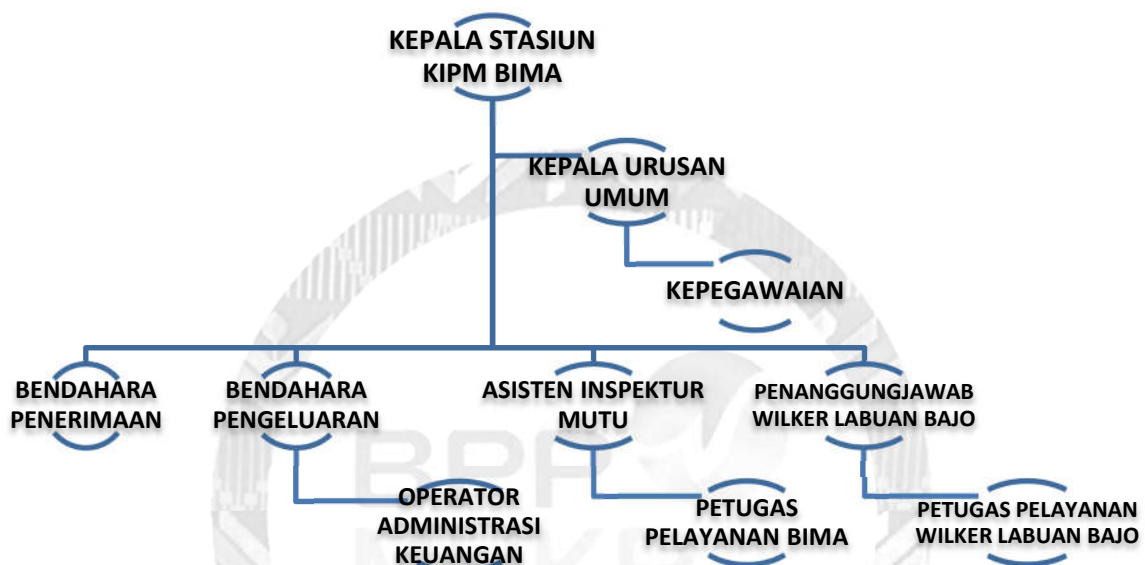 KEPALA STASIUN
KIPM BIMA
KEPALA URUSAN
UMUM
KEPEGAWAIAN
BENDAHARA
PENERIMAAN
BENDAHARA
PENGELUARAN
ASISTEN INSPEKTUR
MUTU
PENANGGUNGJAWAB
WILKER LABUAN BAJO
OPERATOR
ADMINISTRASI
KEUANGAN
PETUGAS
PELAYANAN BIMA
PETUGAS PELAYANAN
WILKER LABUAN BAJO